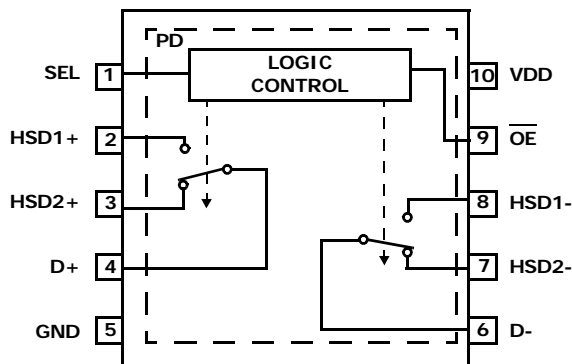 PD
LOGIC
CONTROL
SEL 1
HSD1+ 2
HSD2+ 3
D+ 4
GND 5
10 VDD
9 O̅E̅
8 HSD1-
7 HSD2-
6 D-